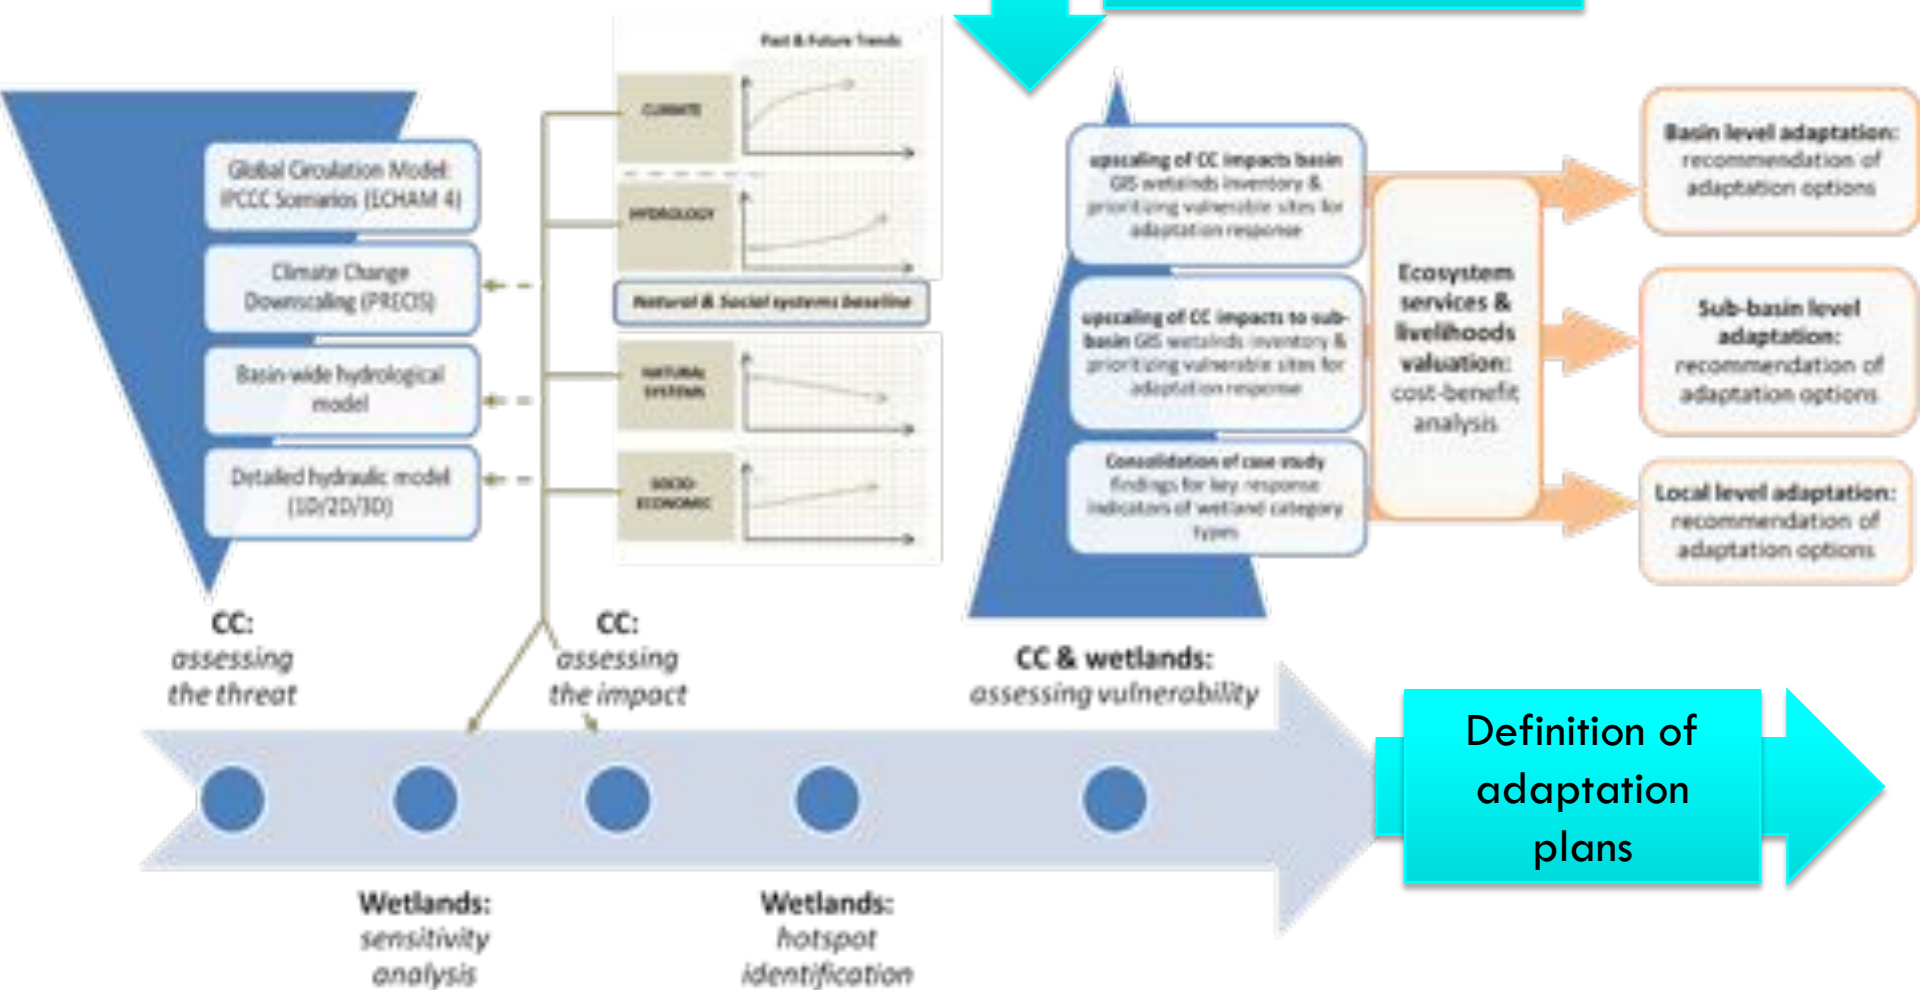 Past & Future Trends
CLIMATE
HYDROLOGY
Natural & Social systems baseline
NATURAL
SYSTEMS
SOCIO-
ECONOMIC
Global Circulation Model:
IPCCC Scenarios (ECHAM 4)
Climate Change
Downscaling (PRECIS)
Basin-wide hydrological
model
Detailed hydraulic model
(1D/2D/3D)
upscaling of CC impacts basin
GIS wetalnds inventory &
prioritizing vulnerable sites for
adaptation response
upscaling of CC impacts to sub-
basin GIS wetalnds inventory &
prioritizing vulnerable sites for
adaptation response
Consolidation of case study
findings for key response
indicators of wetland category
types
Ecosystem
services &
livelihoods
valuation:
cost-benefit
analysis
Basin level adaptation:
recommendation of
adaptation options
Sub-basin level
adaptation:
recommendation of
adaptation options
Local level adaptation:
recommendation of
adaptation options
CC:
assessing
the threat
CC:
assessing
the impact
CC & wetlands:
assessing vulnerability
Wetlands:
sensitivity
analysis
Wetlands:
hotspot
identification
Definition of
adaptation
plans